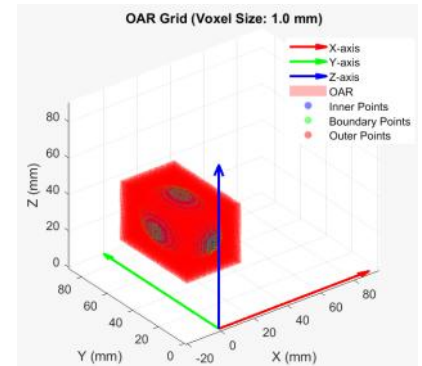 OAR Grid (Voxel Size: 1.0 mm)
X-axis
Y-axis
Z-axis
OAR
Inner Points
Boundary Points
Outer Points
80
60
40
20
0
Z (mm)
80
60
40
20
0
Y (mm)
-20
0
20
40
60
80
X (mm)